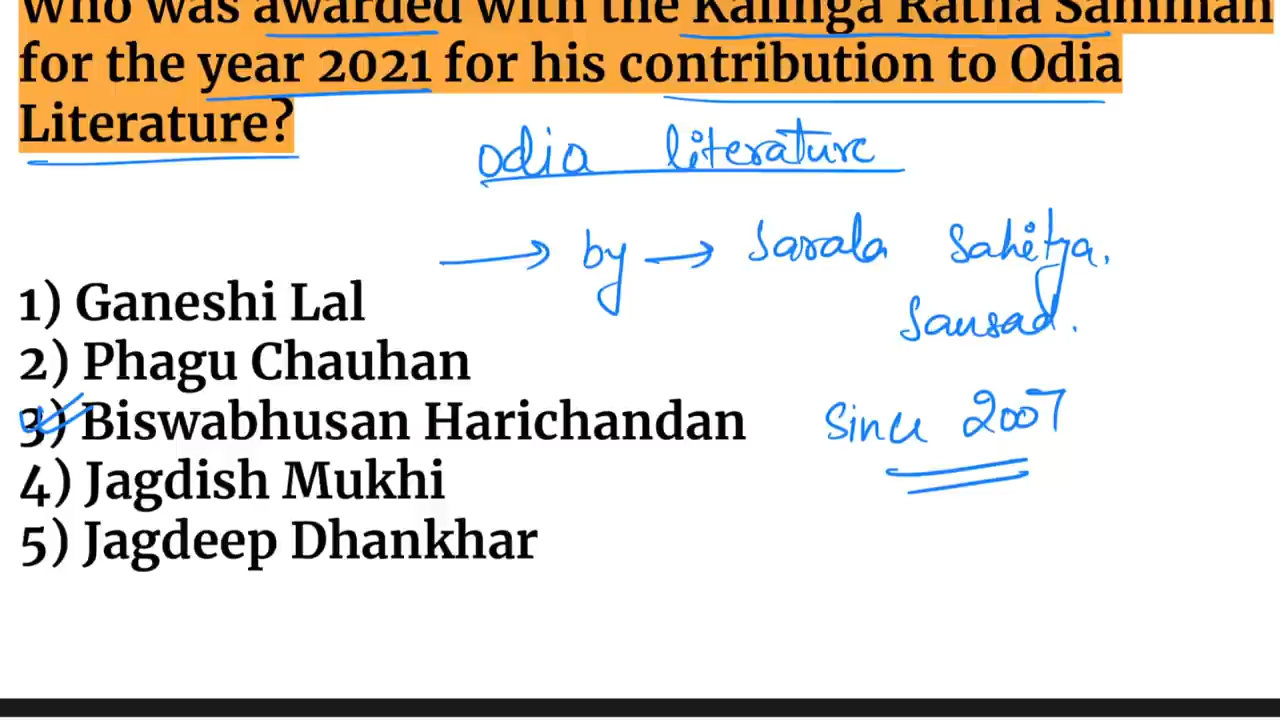 Who was awarded with the Kalinga Ratna Samman
for the year 2021 for his contribution to Odia
Literature?
odia literature
→ by → Sarala Sahitya.
Sansad.
1) Ganeshi Lal
2) Phagu Chauhan
3) Biswabhusan Harichandan
since 2007
4) Jagdish Mukhi
5) Jagdeep Dhankhar